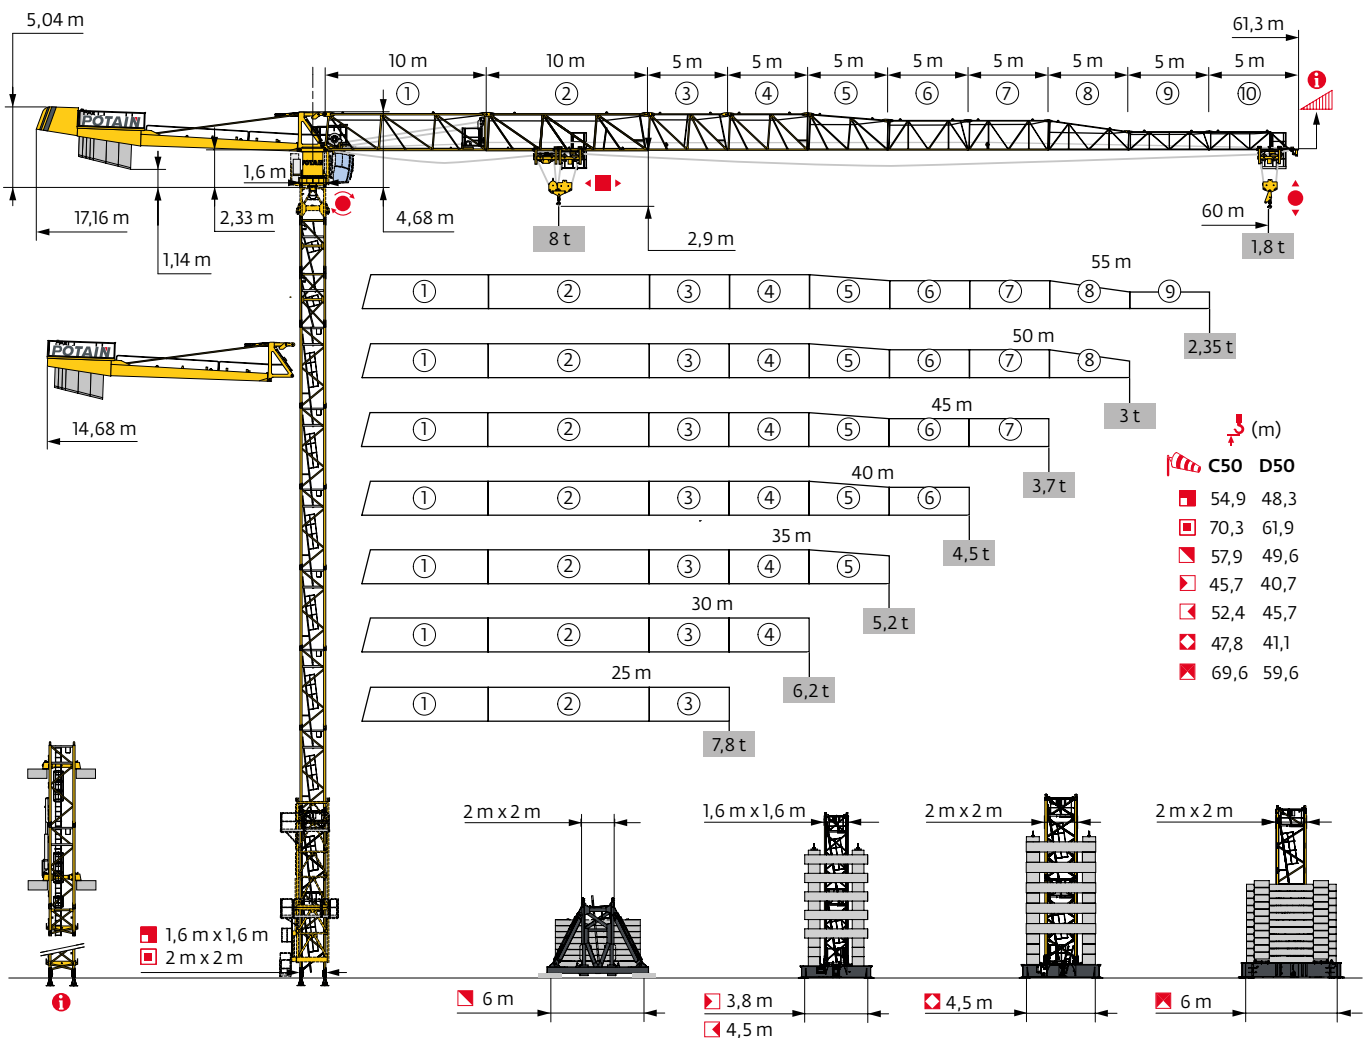 5,04 m
61,3 m
10 m 10 m 5 m 5 m 5 m 5 m 5 m 5 m 5 m 5 m
① ② ③ ④ ⑤ ⑥ ⑦ ⑧ ⑨ ⑩
i
POTAIN
POTAIN
1,6 m
17,16 m
2,33 m
4,68 m
60 m
8 t
2,9 m
1,8 t
1,14 m
55 m
① ② ③ ④ ⑤ ⑥ ⑦ ⑧ ⑨
2,35 t
POTAIN
14,68 m
50 m
① ② ③ ④ ⑤ ⑥ ⑦ ⑧
3 t
45 m
① ② ③ ④ ⑤ ⑥ ⑦
3,7 t
40 m
① ② ③ ④ ⑤ ⑥
4,5 t
35 m
① ② ③ ④ ⑤
5,2 t
30 m
① ② ③ ④
6,2 t
25 m
① ② ③
7,8 t
(m)
C50 D50
54,9 48,3
70,3 61,9
57,9 49,6
45,7 40,7
52,4 45,7
47,8 41,1
69,6 59,6
2 m x 2 m
1,6 m x 1,6 m
2 m x 2 m
2 m x 2 m
1,6 m x 1,6 m
2 m x 2 m
i
6 m
3,8 m
4,5 m
4,5 m
6 m